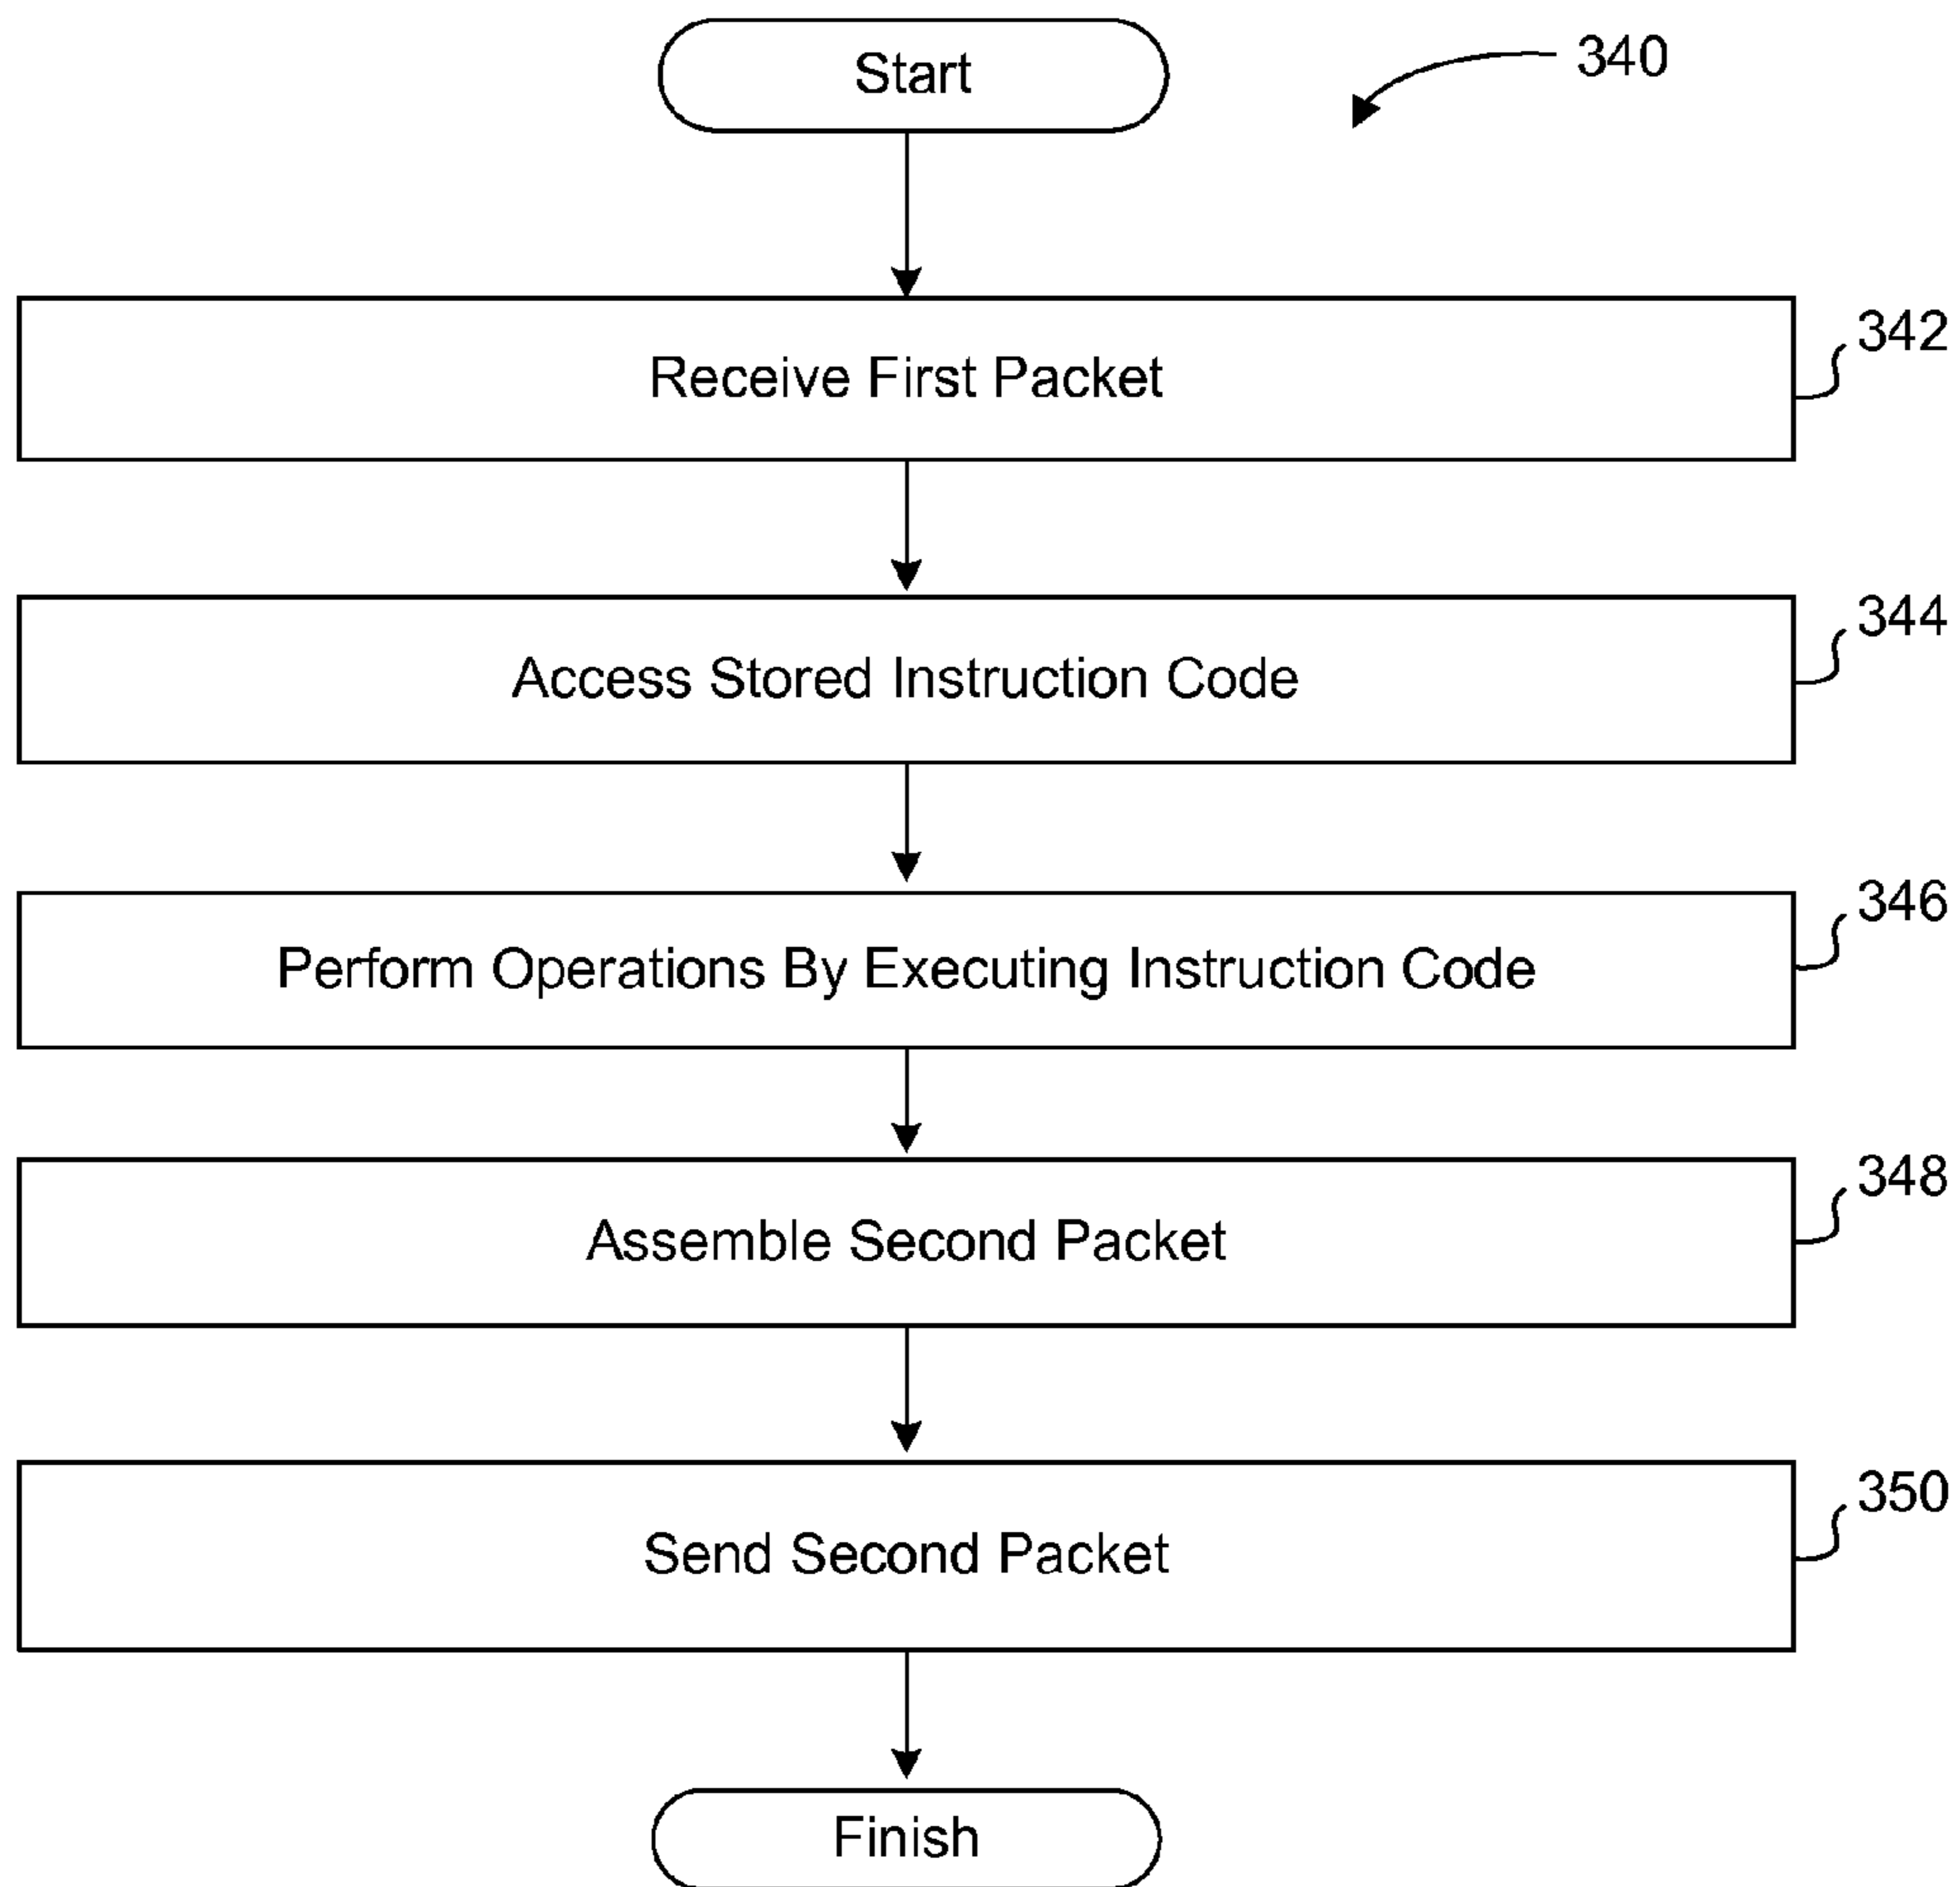 Start
340
Receive First Packet
342
Access Stored Instruction Code
344
Perform Operations By Executing Instruction Code
346
Assemble Second Packet
348
Send Second Packet
350
Finish